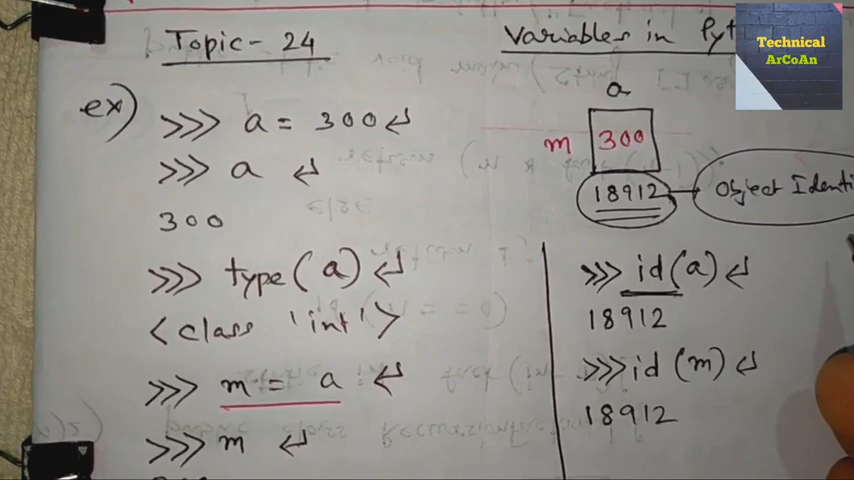 Topic - 24
Variables in Pyt
Technical
ArCoAn
ex)
>>> a = 300 ↵
>>> a ↵
300
>>> type(a) ↵
<class 'int'>
>>> m = a ↵
>>> m ↵
a
m 300
18912
Object Identi
>>> id(a) ↵
18912
>>> id(m) ↵
18912